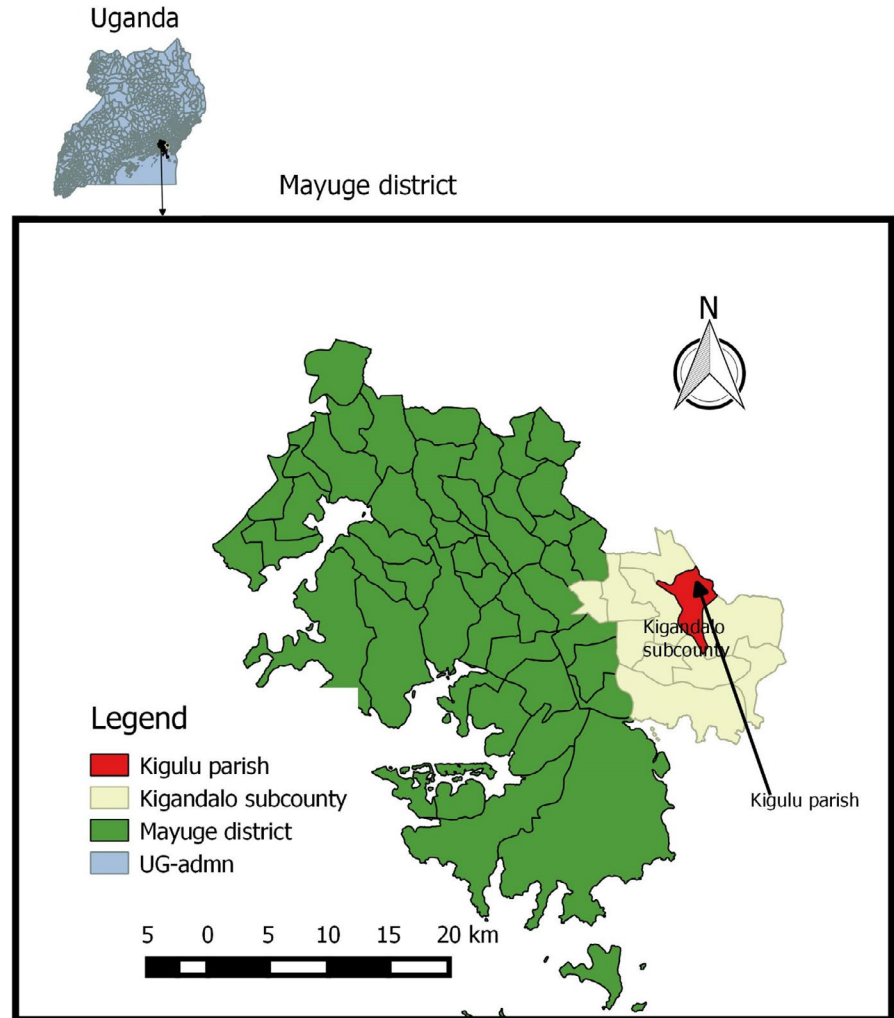 Uganda
Mayuge district
N
Kigandalo
subcounty
Kigulu parish
Legend
Kigulu parish
Kigandalo subcounty
Mayuge district
UG-admn
5 0 5 10 15 20 km